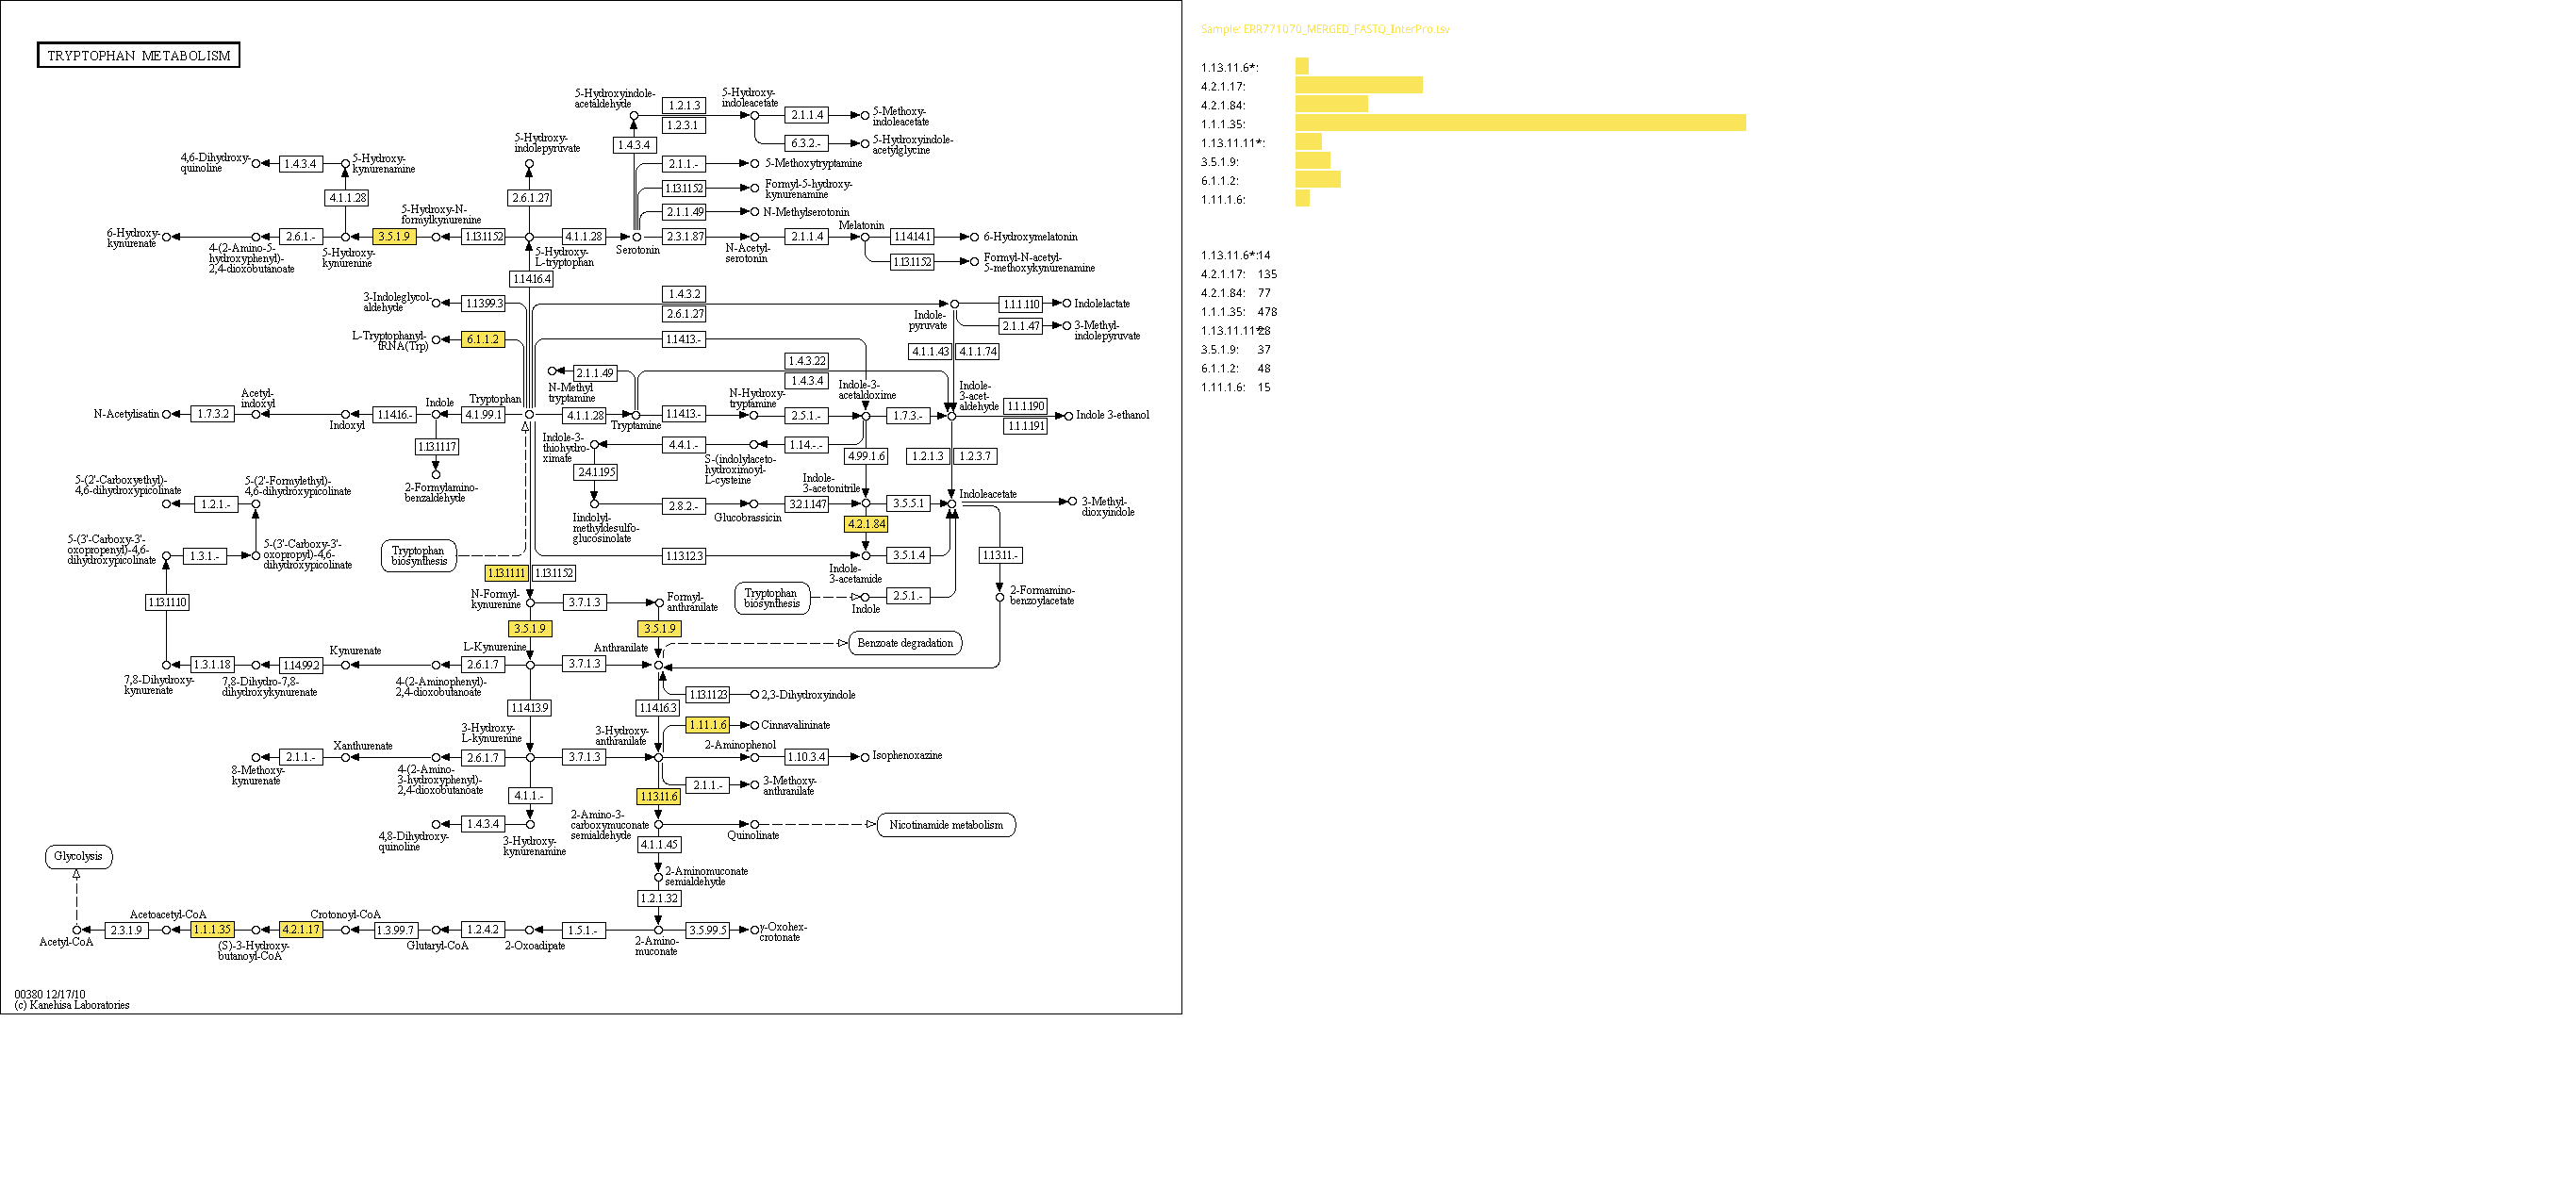 TRYPTOPHAN METABOLISM
5-Hydroxyindole-
acetaldehyde
1.2.1.3
1.2.3.1
5-Hydroxy-
indoleacetate
2.1.1.4
5-Methoxy-
indoleacetate
6.3.2.-
5-Hydroxyindole-
acetylglycine
1.4.3.4
5-Hydroxy-
indolepyruvate
4,6-Dihydroxy-
quinoline
1.4.3.4
5-Hydroxy-
kynurenamine
2.1.1.-
5-Methoxytryptamine
4.1.1.28
2.6.1.27
1.13.11.52
Formyl-5-hydroxy-
kynurenamine
5-Hydroxy-N-
formylkynurenine
2.1.1.49
N-Methylserotonin
Melatonin
6-Hydroxy-
kynurenate
2.6.1.-
3.5.1.9
1.13.11.52
4.1.1.28
2.3.1.87
2.1.1.4
1.14.14.1
6-Hydroxymelatonin
4-(2-Amino-5-
hydroxyphenyl)-
2,4-dioxobutanoate
5-Hydroxy-
kynurenine
5-Hydroxy-
L-tryptophan
Serotonin
N-Acetyl-
serotonin
1.13.11.52
Formyl-N-acetyl-
5-methoxykynurenamine
1.14.16.4
3-Indoleglycol-
aldehyde
1.13.99.3
1.4.3.2
2.6.1.27
Indole-
pyruvate
1.1.1.110
Indolelactate
2.1.1.47
3-Methyl-
indolepyruvate
L-Tryptophanyl-
tRNA(Trp)
6.1.1.2
1.14.13.-
4.1.1.43
4.1.1.74
1.4.3.22
1.4.3.4
2.1.1.49
N-Methyl
tryptamine
N-Hydroxy-
tryptamine
Indole-3-
acetaldoxime
Indole-
3-acet-
aldehyde
1.1.1.190
1.1.1.191
Indole 3-ethanol
N-Acetylisatin
1.7.3.2
Acetyl-
indoxyl
Indoxyl
1.14.16.-
Indole
4.1.99.1
Tryptophan
4.1.1.28
Tryptamine
1.14.13.-
2.5.1.-
1.7.3.-
1.13.11.17
2-Formylamino-
benzaldehyde
Indole-3-
thiohydro-
ximate
4.4.1.-
1.14.-.-
S-(indolylaceto-
hydroximoyl-
L-cysteine
4.99.1.6
1.2.1.3
1.2.3.7
2.4.1.195
5-(2'-Carboxyethyl)-
4,6-dihydroxypicolinate
1.2.1.-
5-(2'-Formylethyl)-
4,6-dihydroxypicolinate
Iindolyl-
methyldesulfo-
glucosinolate
2.8.2.-
Glucobrassicin
3.2.1.147
Indole-
3-acetonitrile
3.5.5.1
Indoleacetate
3-Methyl-
dioxyindole
4.2.1.84
5-(3'-Carboxy-3'-
oxopropenyl)-4,6-
dihydroxypicolinate
1.3.1.-
5-(3'-Carboxy-3'-
oxopropyl)-4,6-
dihydroxypicolinate
Tryptophan
biosynthesis
1.13.12.3
3.5.1.4
1.13.11.-
Indole-
3-acetamide
1.13.11.11
1.13.11.52
1.13.11.10
N-Formyl-
kynurenine
3.7.1.3
Formyl-
anthranilate
Tryptophan
biosynthesis
Indole
2.5.1.-
2-Formamino-
benzoylacetate
3.5.1.9
3.5.1.9
Benzoate degradation
7,8-Dihydroxy-
kynurenate
1.3.1.18
7,8-Dihydro-7,8-
dihydroxykynurenate
1.14.99.2
Kynurenate
4-(2-Aminophenyl)-
2,4-dioxobutanoate
2.6.1.7
L-Kynurenine
3.7.1.3
Anthranilate
1.13.11.23
2,3-Dihydroxyindole
1.14.13.9
1.14.16.3
1.11.1.6
Cinnavalininate
3-Hydroxy-
L-kynurenine
3-Hydroxy-
anthranilate
2-Aminophenol
1.10.3.4
Isophenoxazine
8-Methoxy-
kynurenate
2.1.1.-
Xanthurenate
4-(2-Amino-
3-hydroxyphenyl)-
2,4-dioxobutanoate
2.6.1.7
3.7.1.3
2.1.1.-
3-Methoxy-
anthranilate
4.1.1.-
1.13.11.6
4,8-Dihydroxy-
quinoline
1.4.3.4
3-Hydroxy-
kynurenamine
2-Amino-3-
carboxymuconate
semialdehyde
Quinolinate
Nicotinamide metabolism
4.1.1.45
Glycolysis
2-Aminomuconate
semialdehyde
1.2.1.32
Acetyl-CoA
2.3.1.9
Acetoacetyl-CoA
1.1.1.35
(S)-3-Hydroxy-
butanoyl-CoA
4.2.1.17
Crotonoyl-CoA
1.3.99.7
Glutaryl-CoA
1.2.4.2
2-Oxoadipate
1.5.1.-
2-Amino-
muconate
3.5.99.5
γ-Oxohex-
crotonate
00380 12/17/10
(c) Kanehisa Laboratories
Sample: ERR771070_MERGED_FASTQ_InterPro.tsv
1.13.11.6*:
4.2.1.17:
4.2.1.84:
1.1.1.35:
1.13.11.11*:
3.5.1.9:
6.1.1.2:
1.11.1.6:
1.13.11.6*:14
4.2.1.17: 135
4.2.1.84: 77
1.1.1.35: 478
1.13.11.11*:28
3.5.1.9: 37
6.1.1.2: 48
1.11.1.6: 15